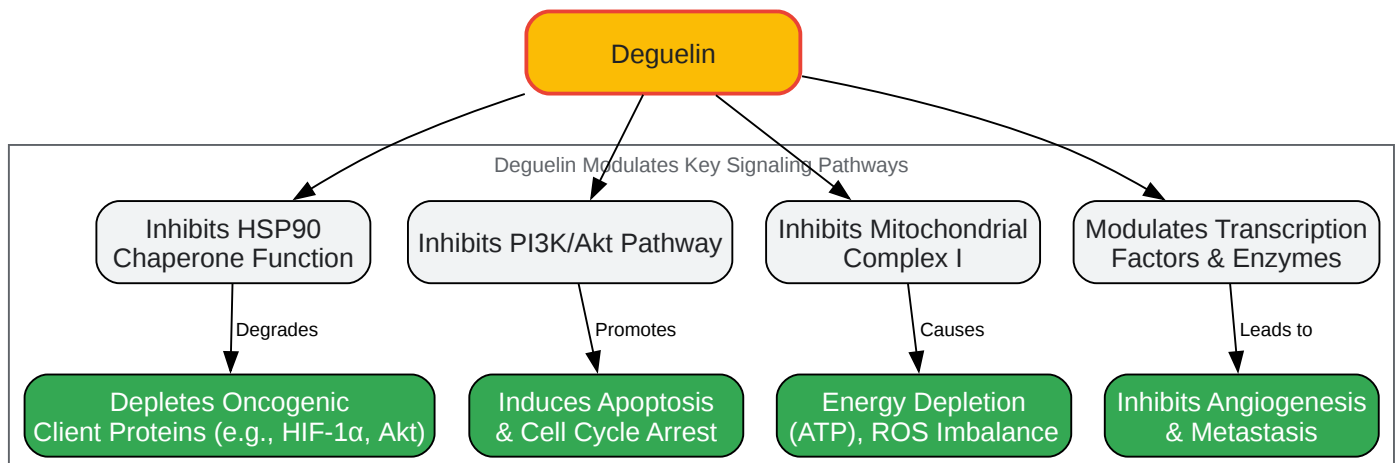 Deguelin
Deguelin Modulates Key Signaling Pathways
Inhibits HSP90
Chaperone Function
Inhibits PI3K/Akt Pathway
Inhibits Mitochondrial
Complex I
Modulates Transcription
Factors & Enzymes
Degrades
Promotes
Causes
Leads to
Depletes Oncogenic
Client Proteins (e.g., HIF-1α, Akt)
Induces Apoptosis
& Cell Cycle Arrest
Energy Depletion
(ATP), ROS Imbalance
Inhibits Angiogenesis
& Metastasis